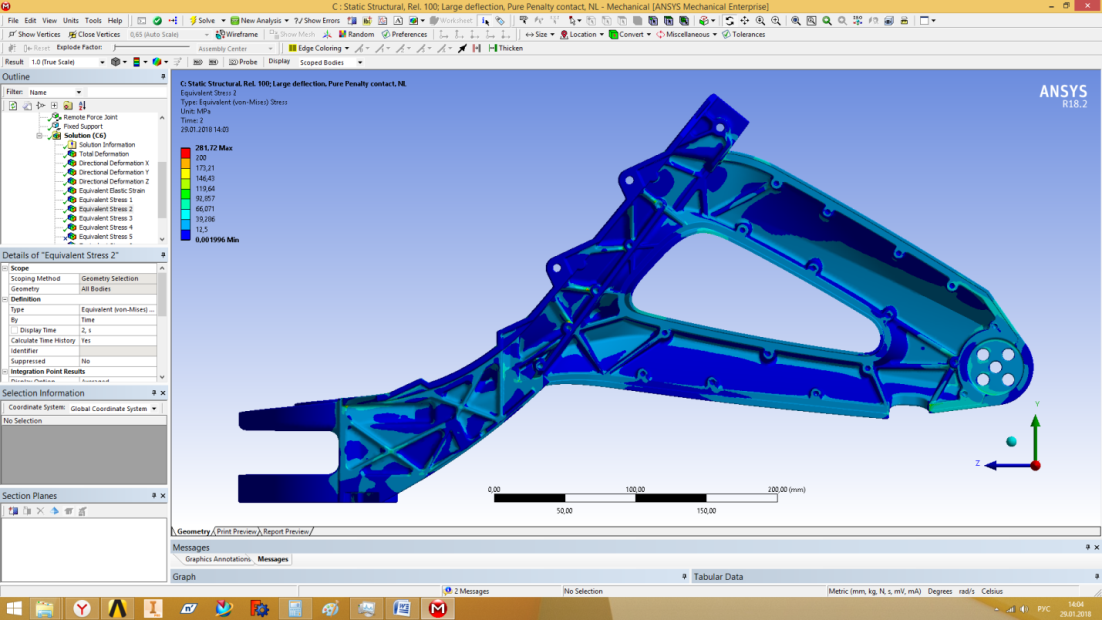 C : Static Structural, Rel. 100; Large deflection, Pure Penalty contact, NL - Mechanical [ANSYS Mechanical Enterprise]
File Edit View Units Tools Help Solve New Analysis Show Errors Worksheet
Show Vertices Close Vertices 0,65 (Auto Scale) Wireframe Show Mesh Random Preferences Size Location Convert Miscellaneous Tolerances
Reset Explode Factor: Assembly Center Edge Coloring Thicken
Result 1.0 (True Scale) Probe Display Scoped Bodies
Outline
Filter: Name
Remote Force Joint
Fixed Support
Solution (C6)
Solution Information
Total Deformation
Directional Deformation X
Directional Deformation Y
Directional Deformation Z
Equivalent Elastic Strain
Equivalent Stress 1
Equivalent Stress 2
Equivalent Stress 3
Equivalent Stress 4
Equivalent Stress 5
Details of "Equivalent Stress 2"
Scope
Scoping Method Geometry Selection
Geometry All Bodies
Definition
Type Equivalent (von-Mises) ...
By Time
Display Time 2, s
Calculate Time History Yes
Identifier
Suppressed No
Integration Point Results
Display Option Averaged
Selection Information
Coordinate System: Global Coordinate System
No Selection
Section Planes
C: Static Structural, Rel. 100; Large deflection, Pure Penalty contact, NL
Equivalent Stress 2
Type: Equivalent (von-Mises) Stress
Unit: MPa
Time: 2
29.01.2018 14:03
281,72 Max
200
173,21
146,43
119,64
92,857
66,071
39,286
12,5
0,001996 Min
ANSYS
R18.2
Y
Z
0,00 100,00 200,00 (mm)
50,00 150,00
Geometry Print Preview Report Preview
Messages
Graphics Annotations Messages
Graph Tabular Data
2 Messages No Selection Metric (mm, kg, N, s, mV, mA) Degrees rad/s Celsius
РУС 14:04
29.01.2018